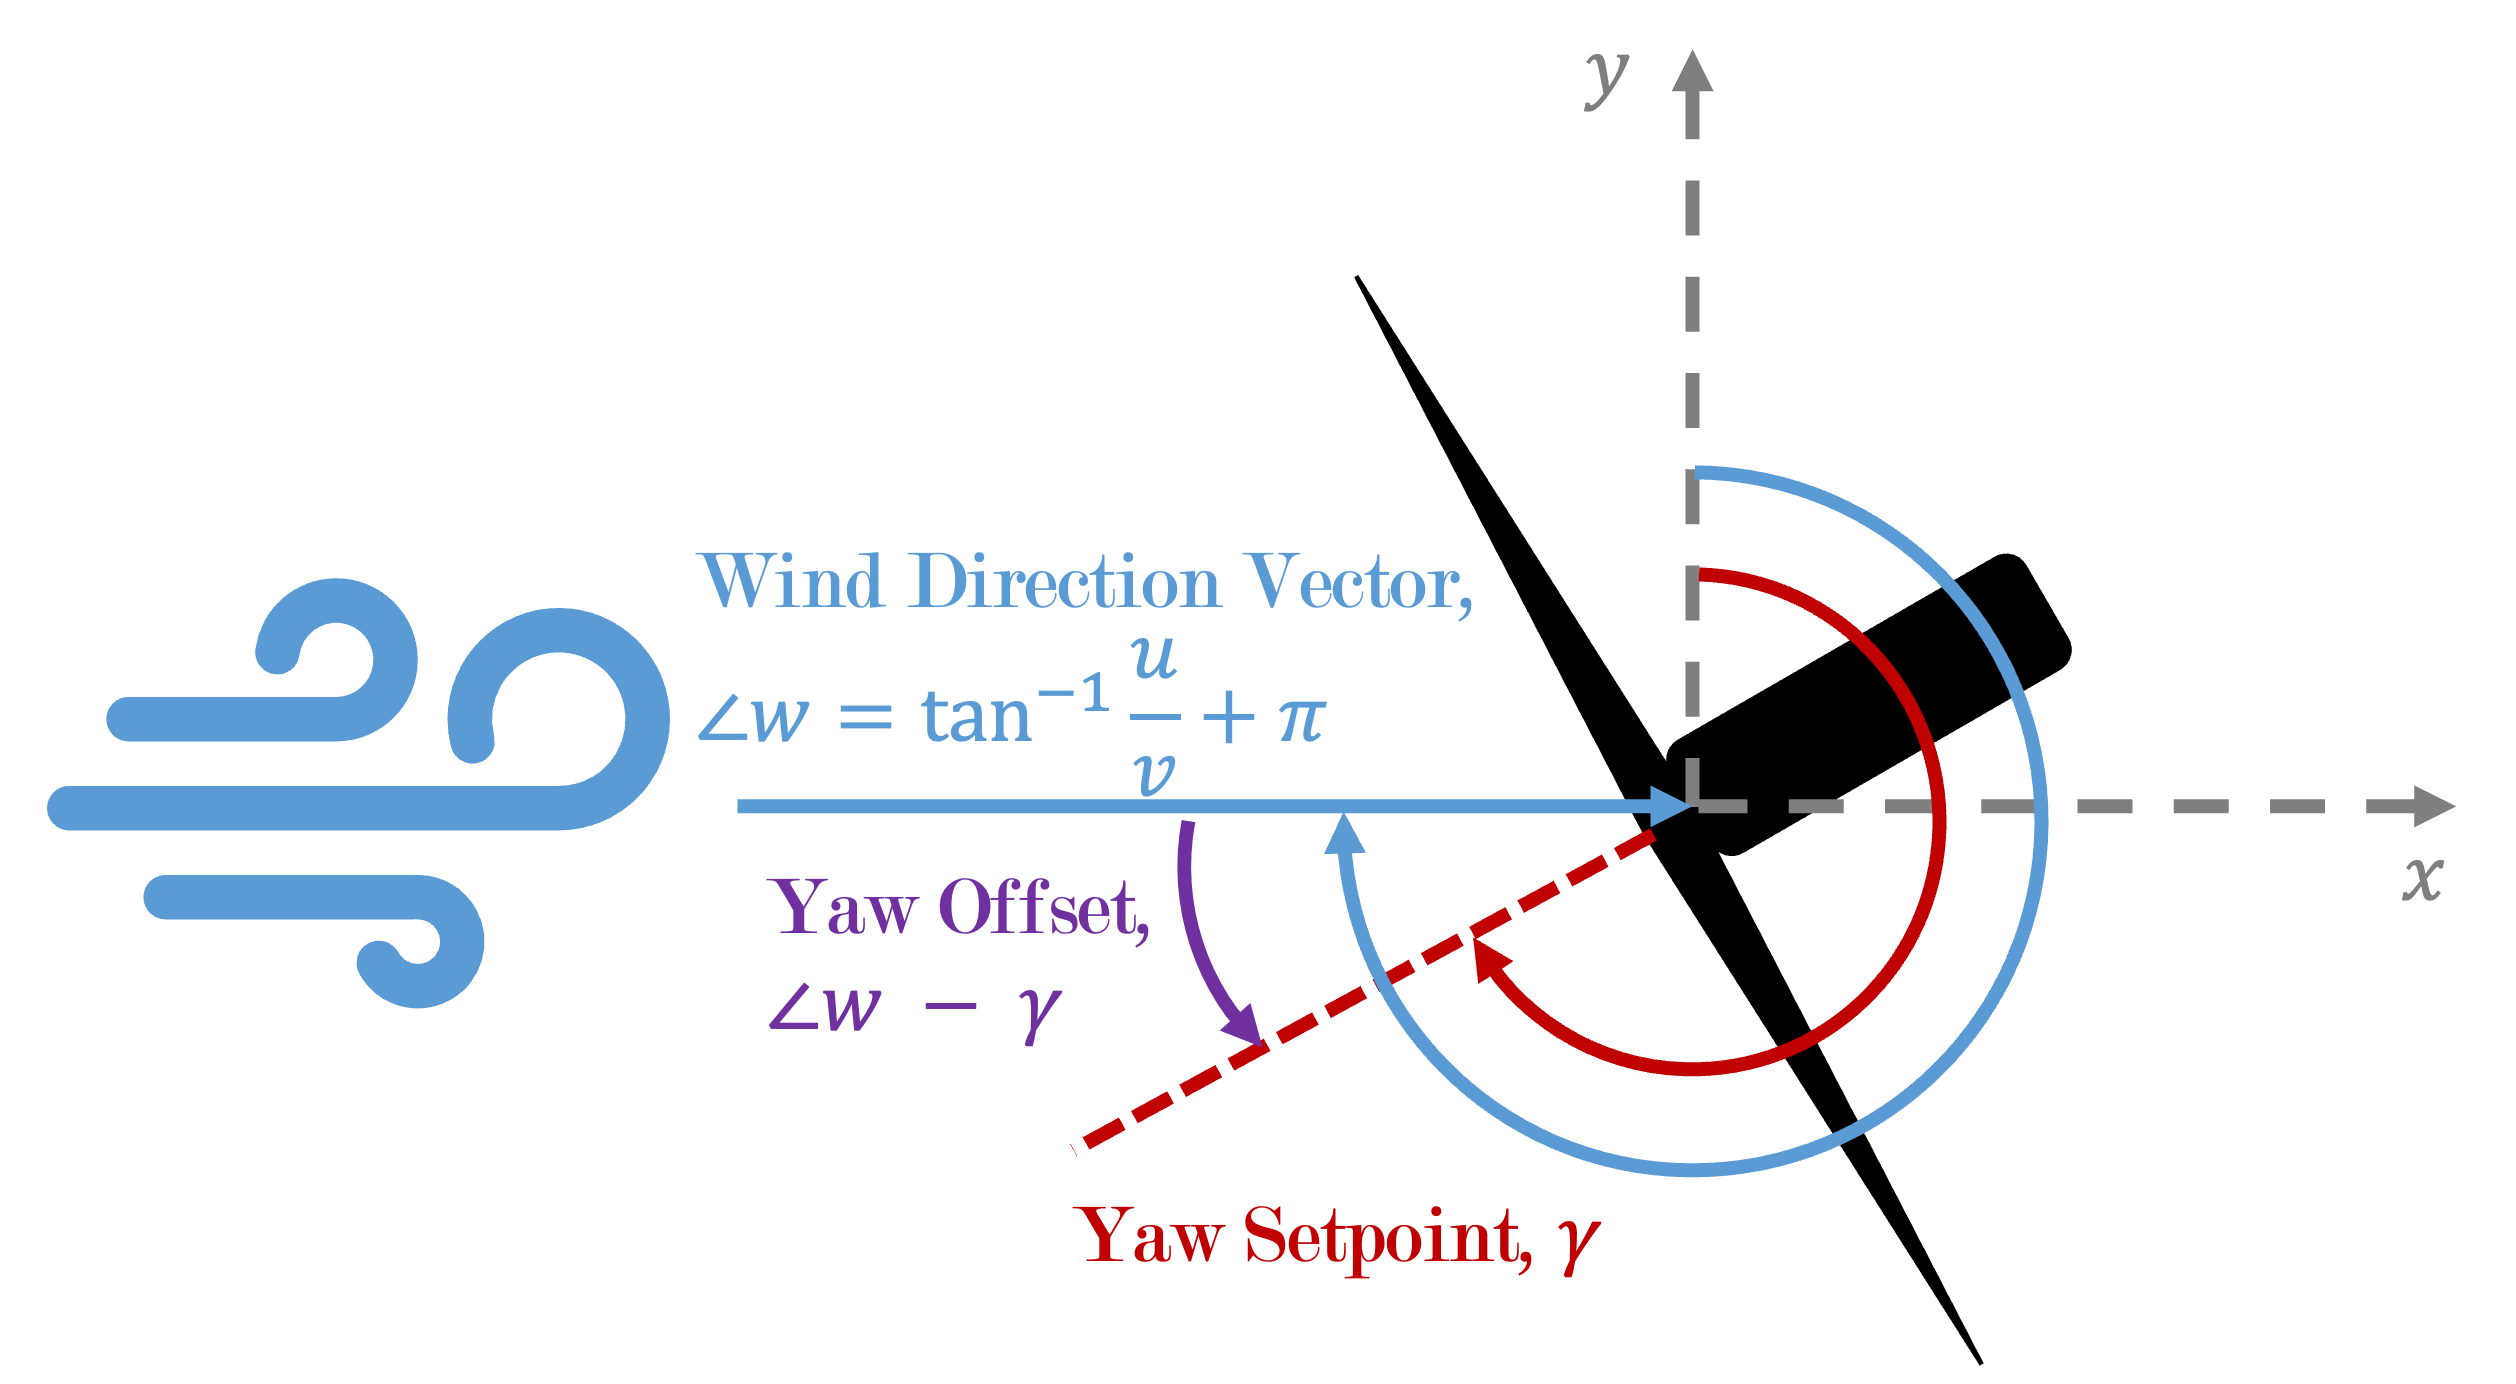 y
Wind Direction Vector,
∠w = tan⁻¹ u/v + π
x
Yaw Offset,
∠w − γ
Yaw Setpoint, γ